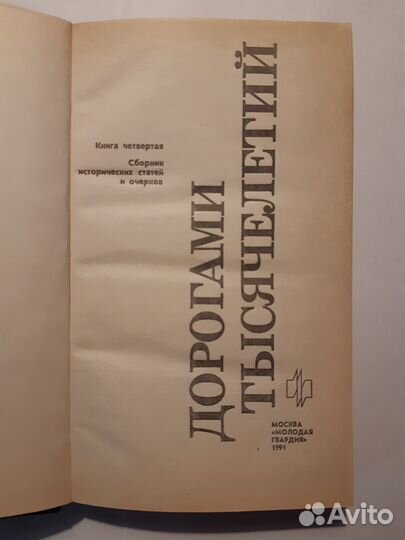 Книга четвертая
Сборник
исторических статей
и очерков
ДОРОГАМИ
ТЫСЯЧЕЛЕТИЙ
МОСКВА
«МОЛОДАЯ
ГВАРДИЯ»
1991
Avito